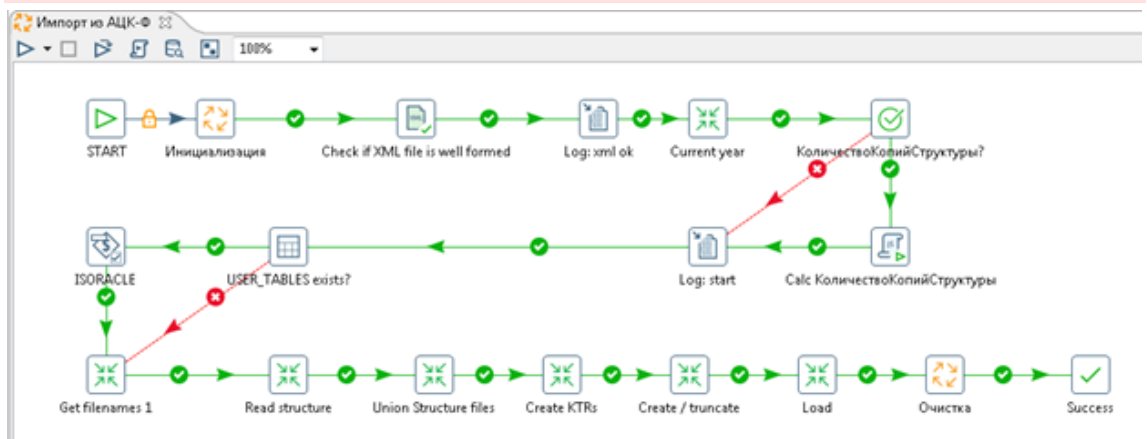 Импорт из АЦК-Ф
100%
START
Инициализация
Check if XML file is well formed
Log: xml ok
Current year
КоличествоКопийСтруктуры?
ISORACLE
USER_TABLES exists?
Log: start
Calc КоличествоКопийСтруктуры
Get filenames 1
Read structure
Union Structure files
Create KTRs
Create / truncate
Load
Очистка
Success